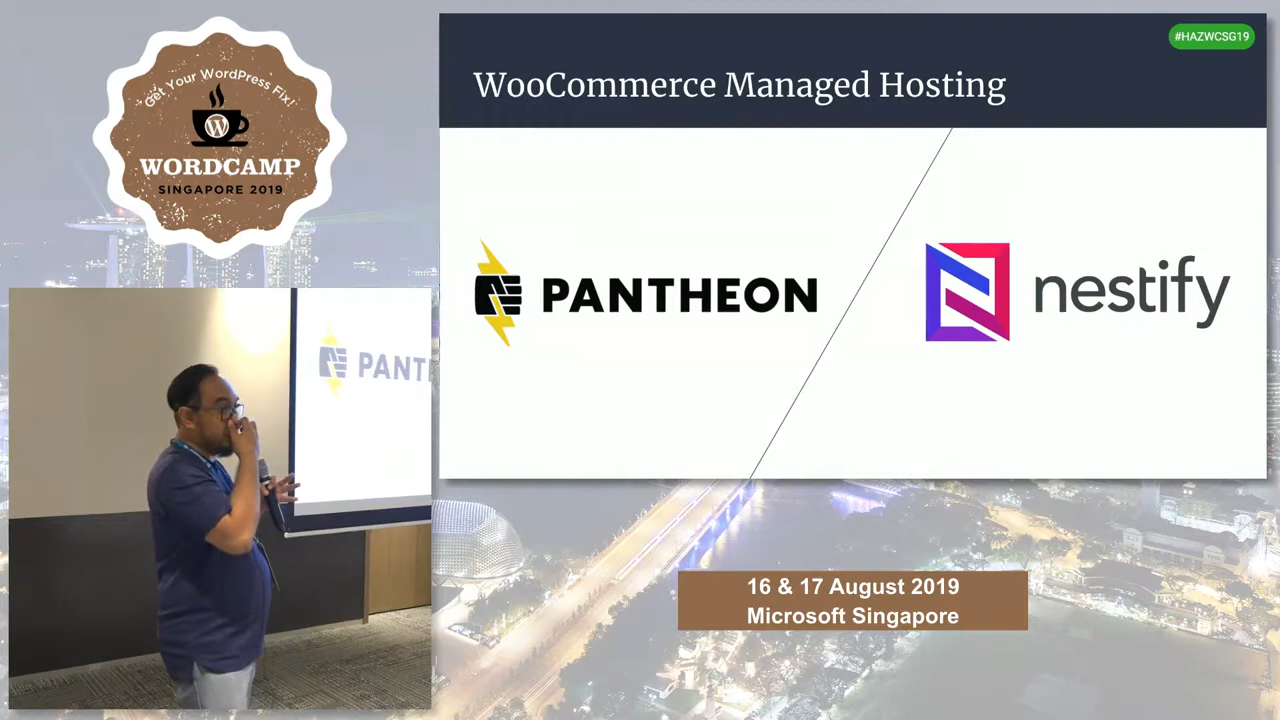 Get Your WordPress Fix!
WORDCAMP
SINGAPORE 2019
#HAZWCSG19
WooCommerce Managed Hosting
PANTHEON
nestify
PANT
16 & 17 August 2019
Microsoft Singapore